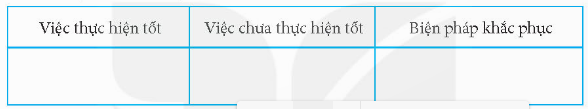 Việc thực hiện tốt Việc chưa thực hiện tốt Biện pháp khắc phục